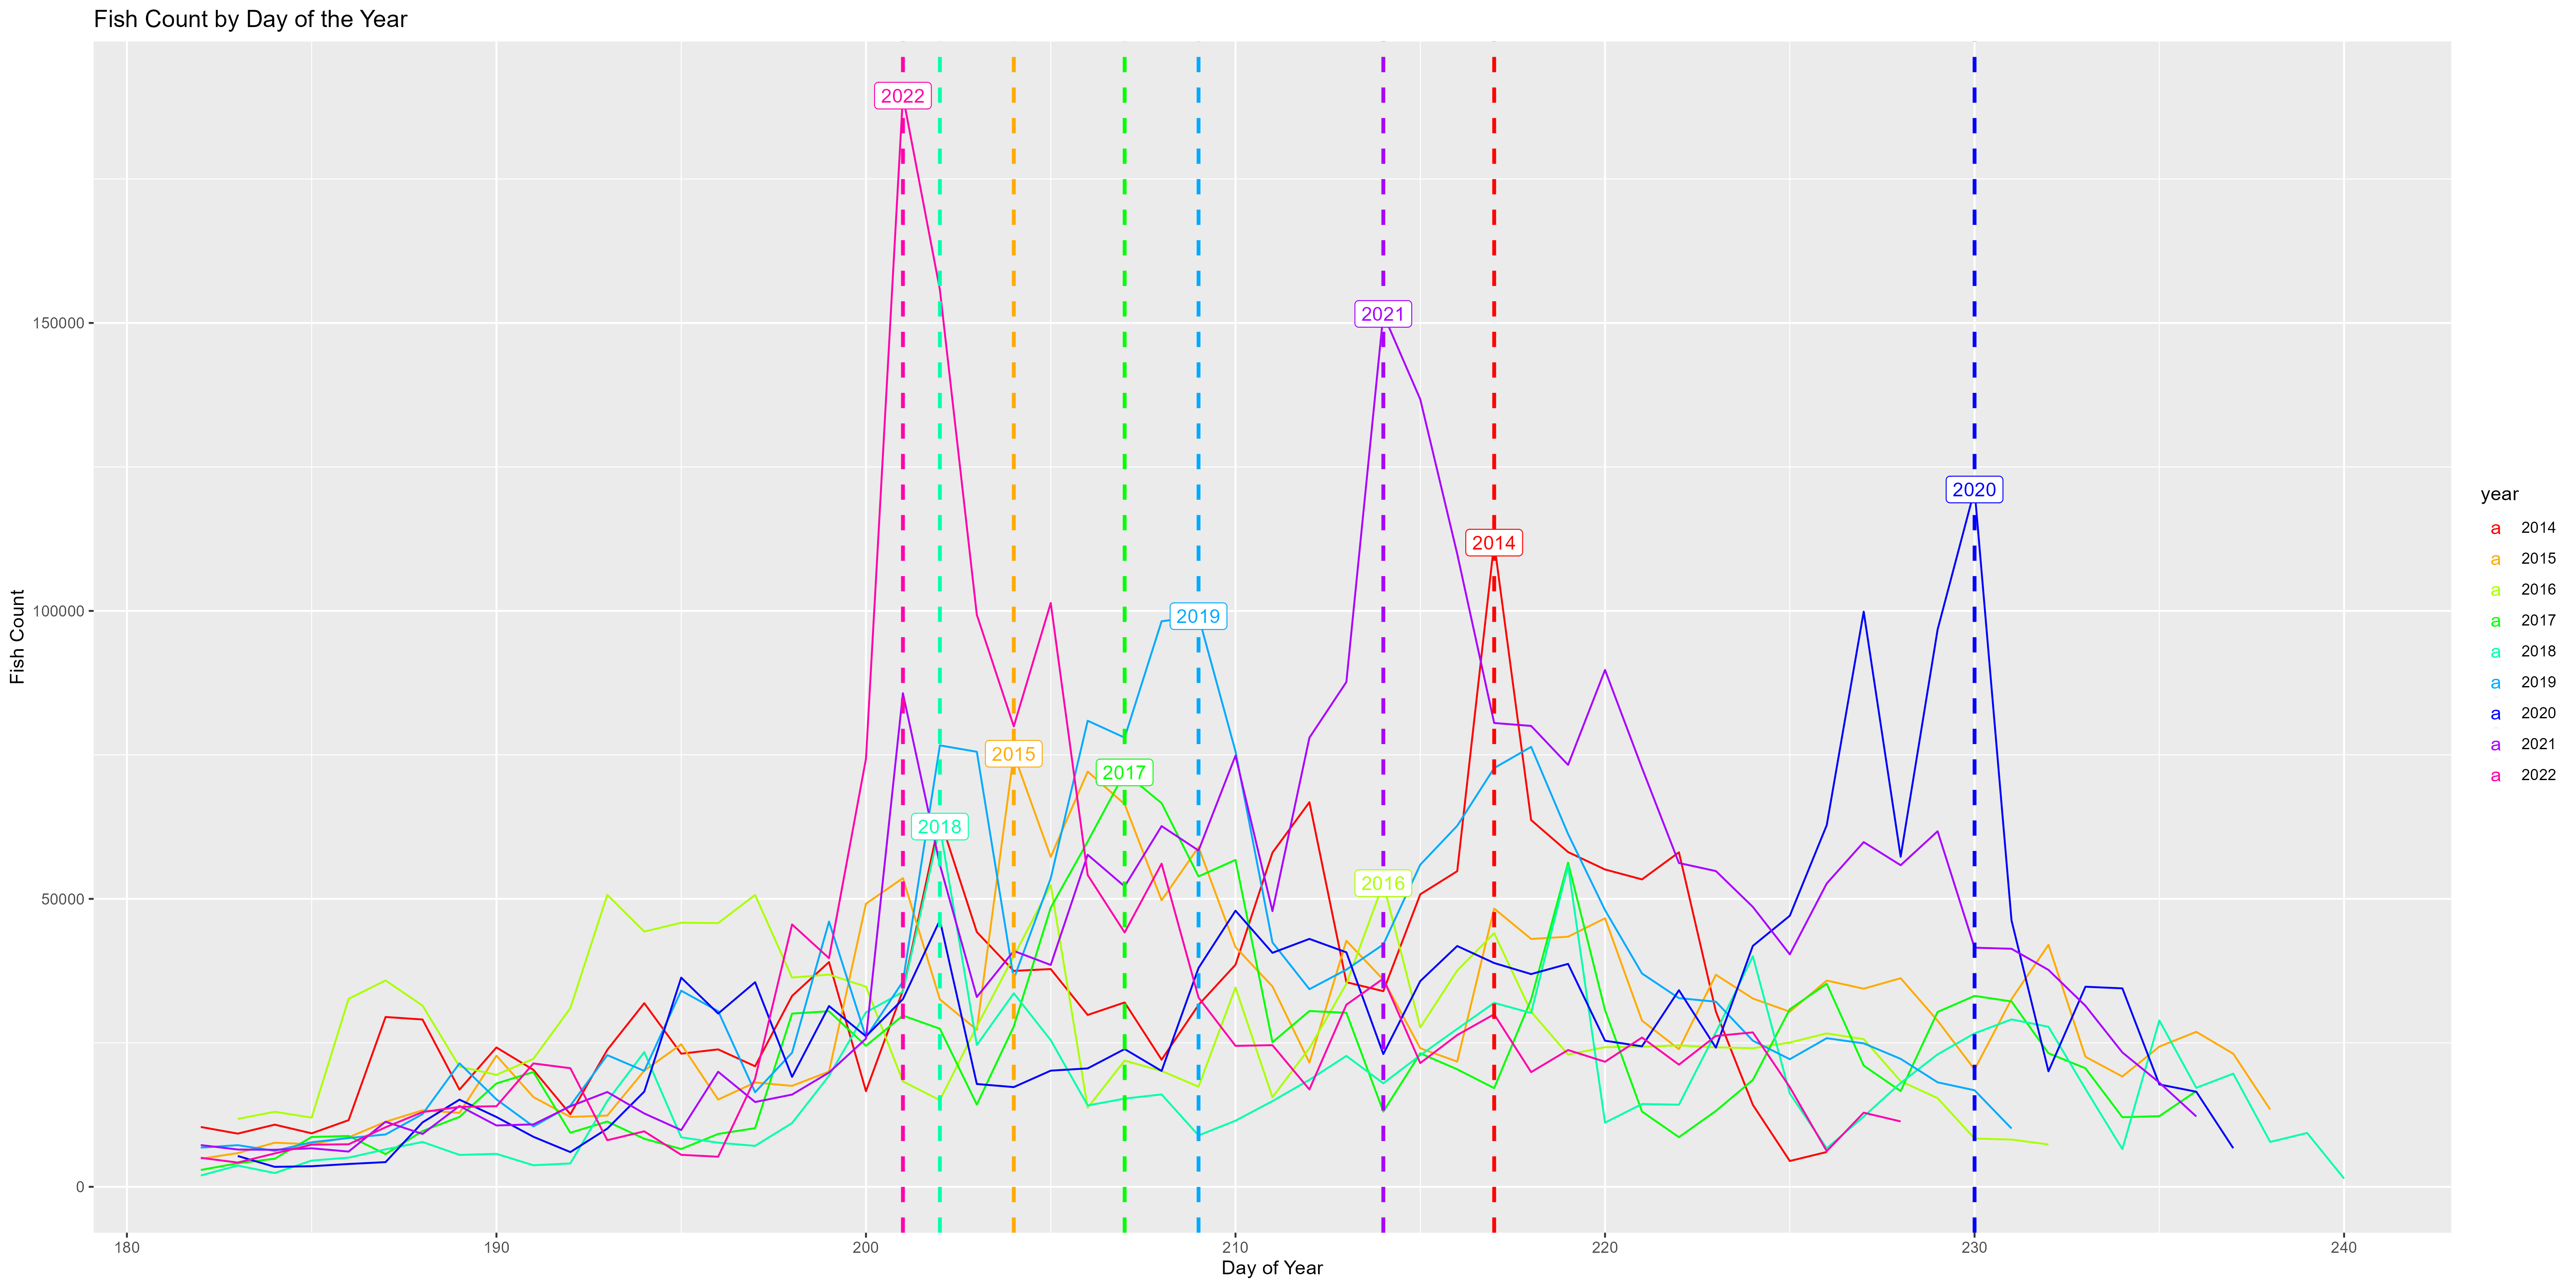 Fish Count by Day of the Year
2022
2021
2020
2014
2019
2015
2017
2018
2016
150000
100000
50000
0
Fish Count
180 190 200 210 220 230 240
Day of Year
year
a 2014
a 2015
a 2016
a 2017
a 2018
a 2019
a 2020
a 2021
a 2022